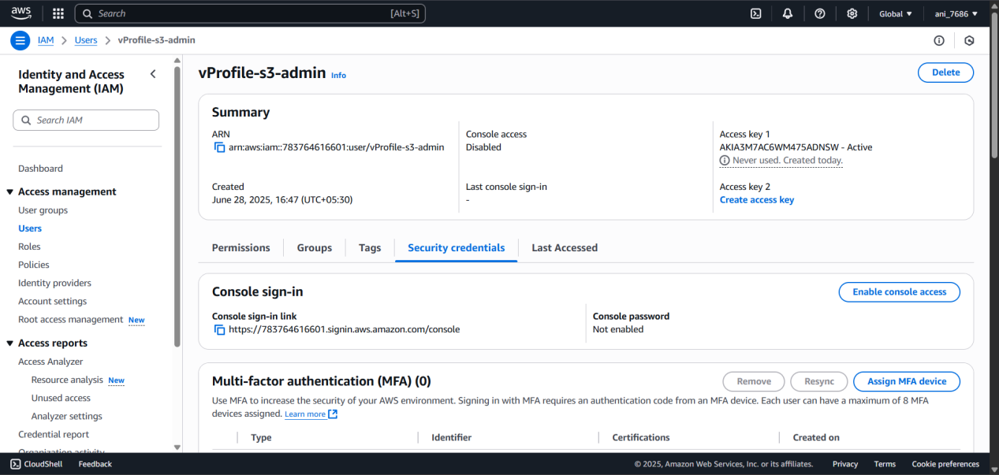 aws
Search [Alt+S]
Global ▼ ani_7686 ▼
IAM > Users > vProfile-s3-admin
Identity and Access Management (IAM)
Search IAM
Dashboard
Access management
User groups
Users
Roles
Policies
Identity providers
Account settings
Root access management New
Access reports
Access Analyzer
Resource analysis New
Unused access
Analyzer settings
Credential report
Organization activity
vProfile-s3-admin Info
Delete
Summary
ARN
arn:aws:iam::783764616601:user/vProfile-s3-admin
Console access
Disabled
Access key 1
AKIA3M7AC6WM475ADNSW - Active
Never used. Created today.
Created
June 28, 2025, 16:47 (UTC+05:30)
Last console sign-in
-
Access key 2
Create access key
Permissions Groups Tags Security credentials Last Accessed
Console sign-in
Enable console access
Console sign-in link
https://783764616601.signin.aws.amazon.com/console
Console password
Not enabled
Multi-factor authentication (MFA) (0)
Remove Resync Assign MFA device
Use MFA to increase the security of your AWS environment. Signing in with MFA requires an authentication code from an MFA device. Each user can have a maximum of 8 MFA
devices assigned. Learn more
Type Identifier Certifications Created on
CloudShell Feedback © 2025, Amazon Web Services, Inc. or its affiliates. Privacy Terms Cookie preferences